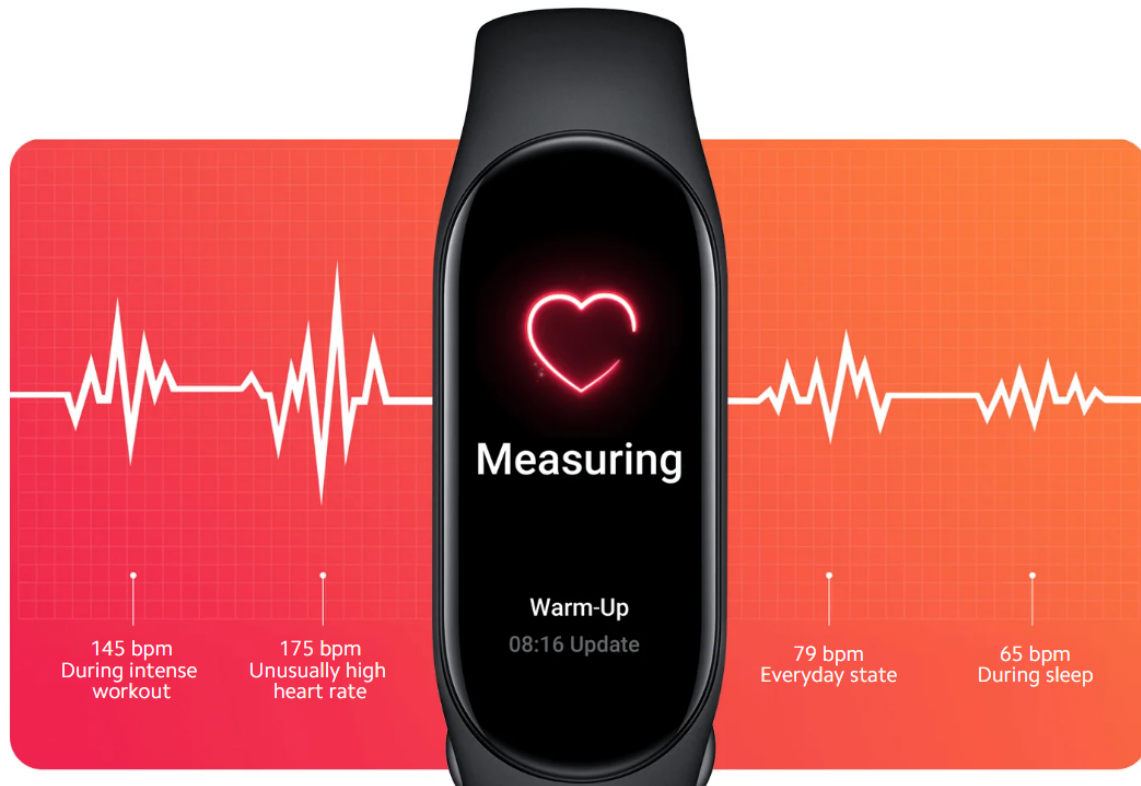 Measuring
Warm-Up
08:16 Update
145 bpm
During intense
workout
175 bpm
Unusually high
heart rate
79 bpm
Everyday state
65 bpm
During sleep